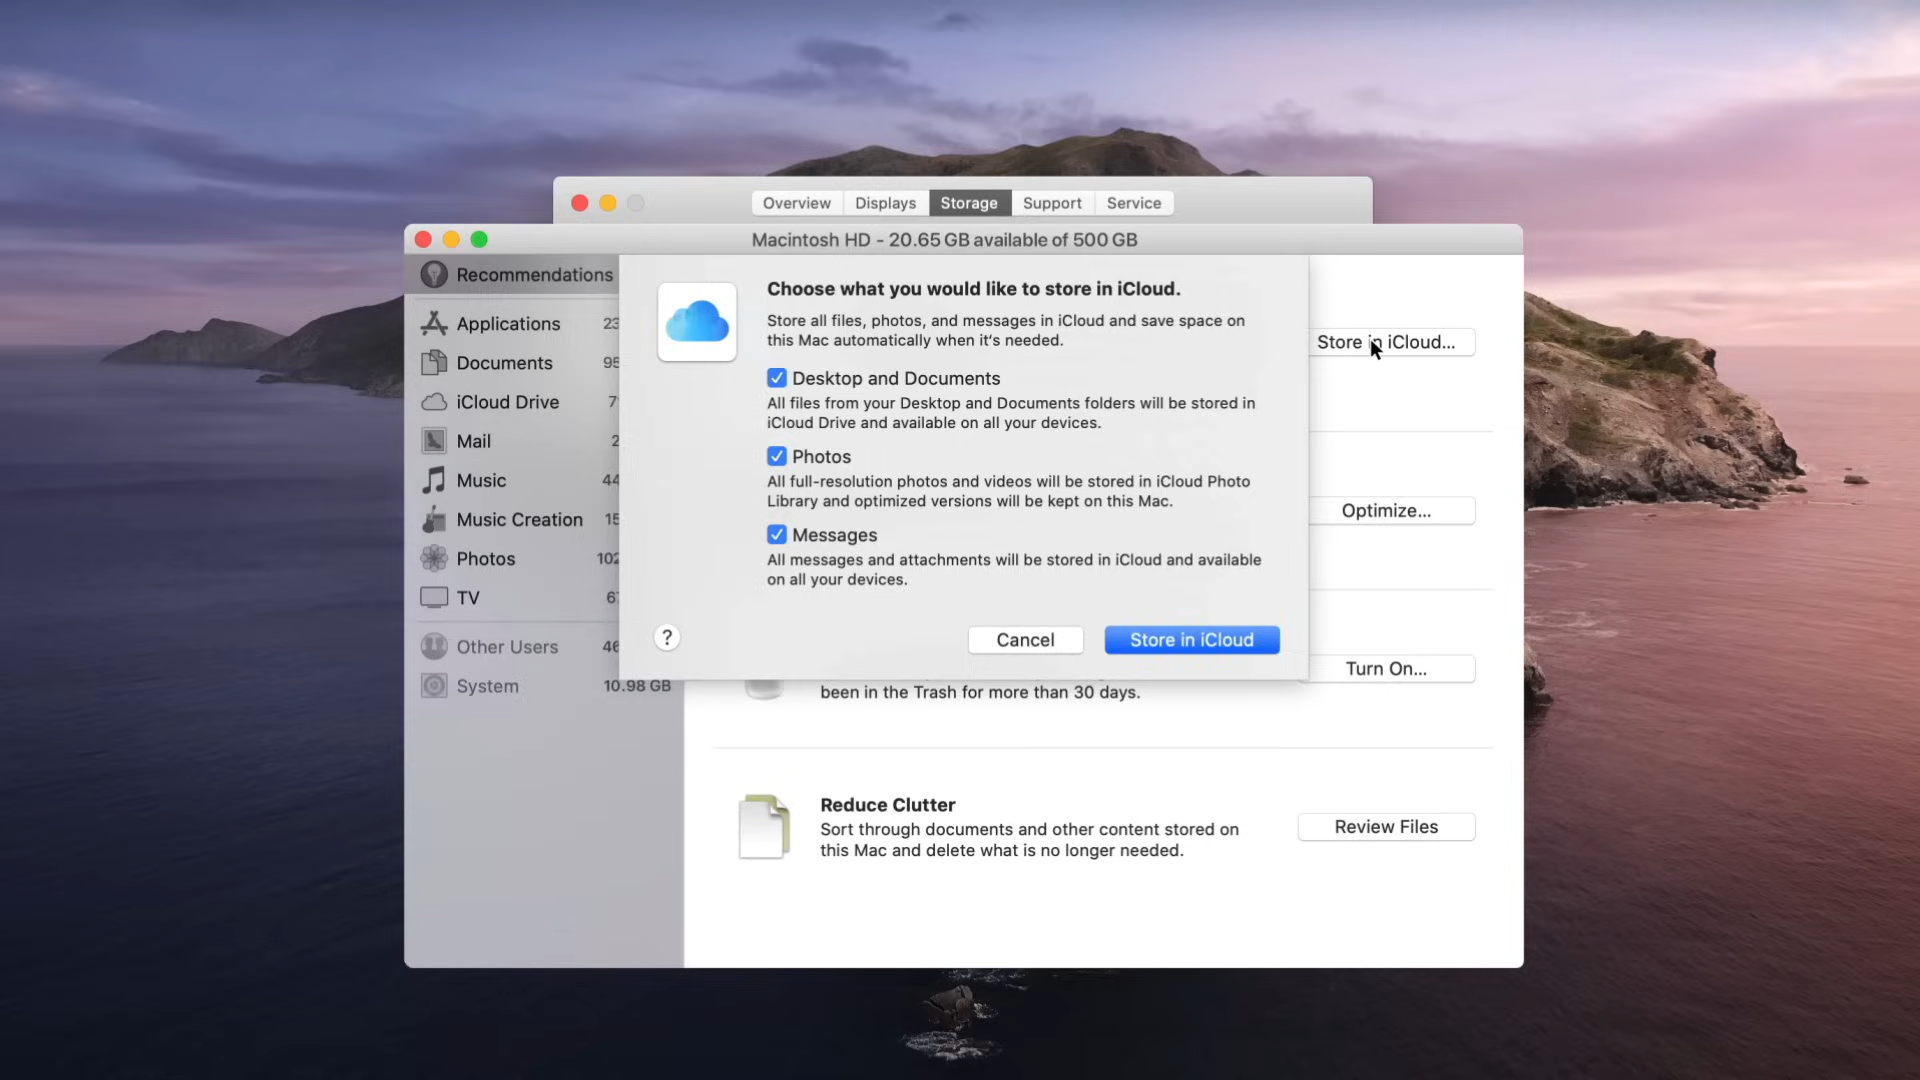 Overview Displays Storage Support Service
Macintosh HD - 20.65 GB available of 500 GB
Recommendations
Applications 23
Documents 95
iCloud Drive
Mail 2
Music 44
Music Creation 15
Photos 102
TV
Other Users 46
System 10.98 GB
Choose what you would like to store in iCloud.
Store all files, photos, and messages in iCloud and save space on
this Mac automatically when it's needed.
Desktop and Documents
All files from your Desktop and Documents folders will be stored in
iCloud Drive and available on all your devices.
Photos
All full-resolution photos and videos will be stored in iCloud Photo
Library and optimized versions will be kept on this Mac.
Messages
All messages and attachments will be stored in iCloud and available
on all your devices.
?
Cancel
Store in iCloud
Store in iCloud...
Optimize...
Turn On...
been in the Trash for more than 30 days.
Reduce Clutter
Sort through documents and other content stored on
this Mac and delete what is no longer needed.
Review Files